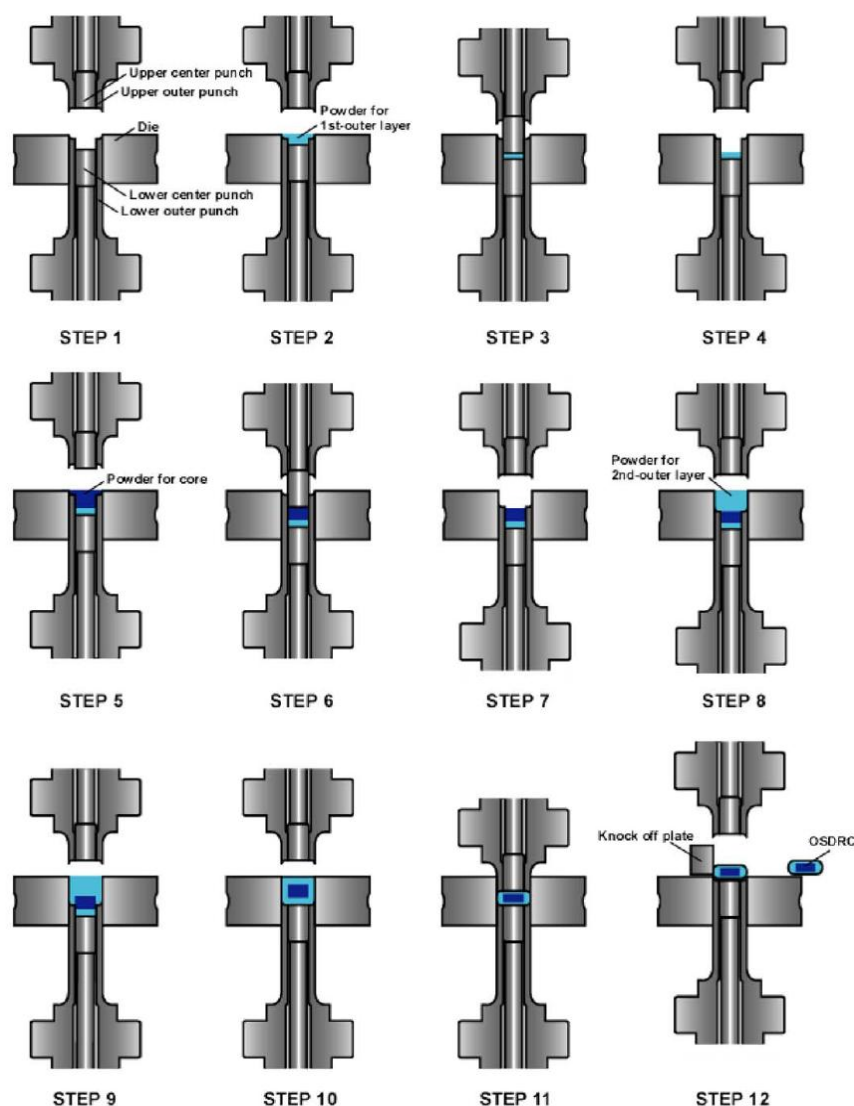 Upper center punch
Upper outer punch
Die
Lower center punch
Lower outer punch
Powder for
1st-outer layer
STEP 1
STEP 2
STEP 3
STEP 4
Powder for core
Powder for
2nd-outer layer
STEP 5
STEP 6
STEP 7
STEP 8
Knock off plate
OSDRC
STEP 9
STEP 10
STEP 11
STEP 12